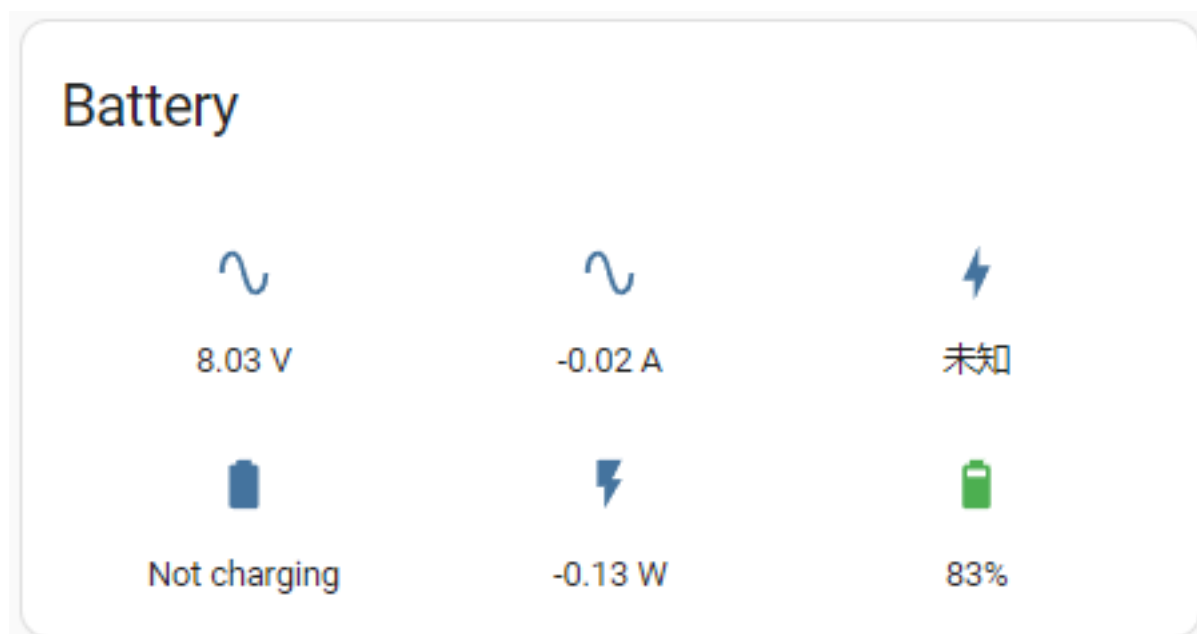 Battery
8.03 V
-0.02 A
未知
Not charging
-0.13 W
83%